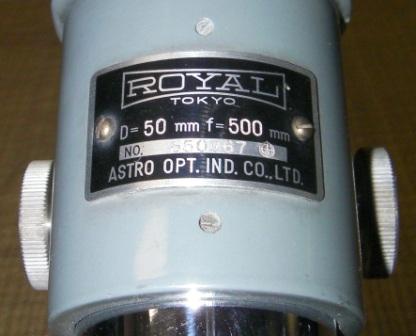 ROYAL
TOKYO
D=50 mm f=500 mm
NO.
ASTRO OPT. IND. CO.,LTD.